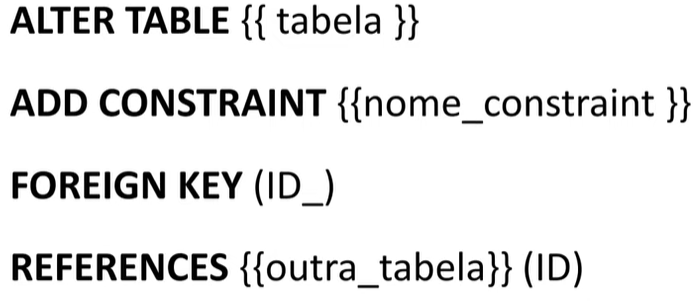 ALTER TABLE {{ tabela }}
ADD CONSTRAINT {{nome_constraint }}
FOREIGN KEY (ID_)
REFERENCES {{outra_tabela}} (ID)